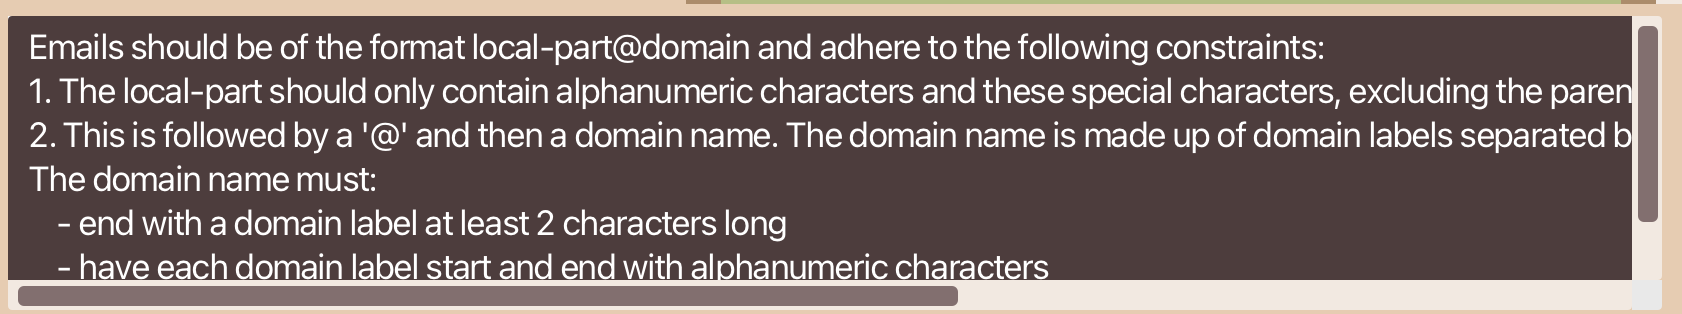 Emails should be of the format local-part@domain and adhere to the following constraints:
1. The local-part should only contain alphanumeric characters and these special characters, excluding the paren
2. This is followed by a '@' and then a domain name. The domain name is made up of domain labels separated b
The domain name must:
- end with a domain label at least 2 characters long
- have each domain label start and end with alphanumeric characters